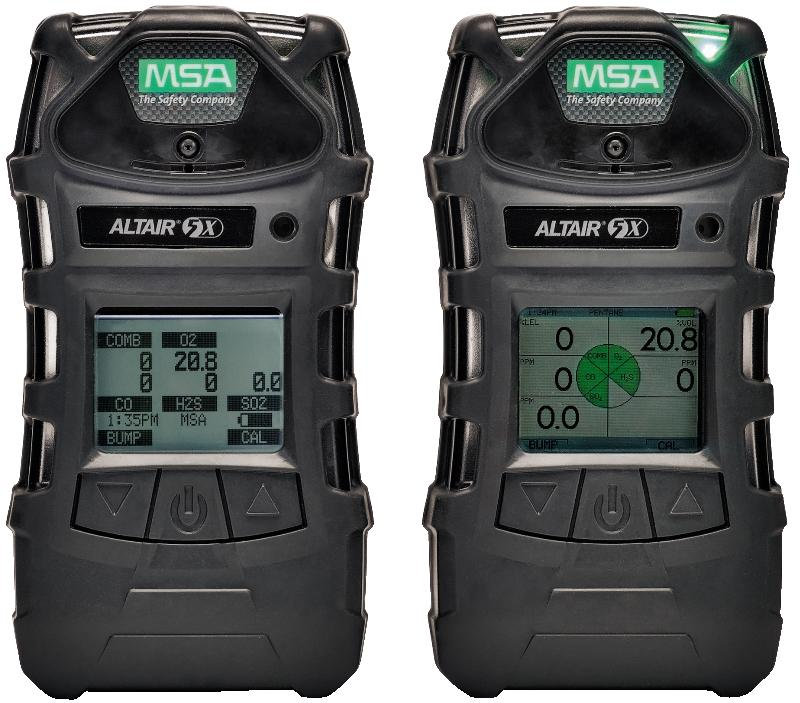 MSA
The Safety Company
ALTAIR® 5X
COMB O2
0 20.8
0 0 0.0
CO H2S SO2
1:35PM MSA
BUMP CAL
MSA
The Safety Company
ALTAIR® 5X
1:34PM PENTANE
%LEL %VOL
0 20.8
COMB O₂
PPM PPM
0 CO H₂S 0
SO₂
PPM
0.0
BUMP CAL